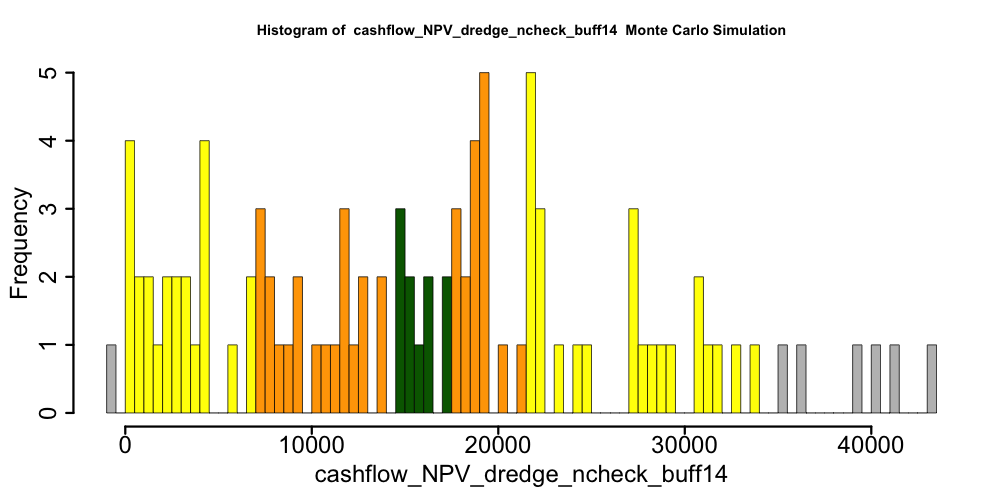 Histogram of cashflow_NPV_dredge_ncheck_buff14 Monte Carlo Simulation
5
4
3
2
1
0
Frequency
0 10000 20000 30000 40000
cashflow_NPV_dredge_ncheck_buff14